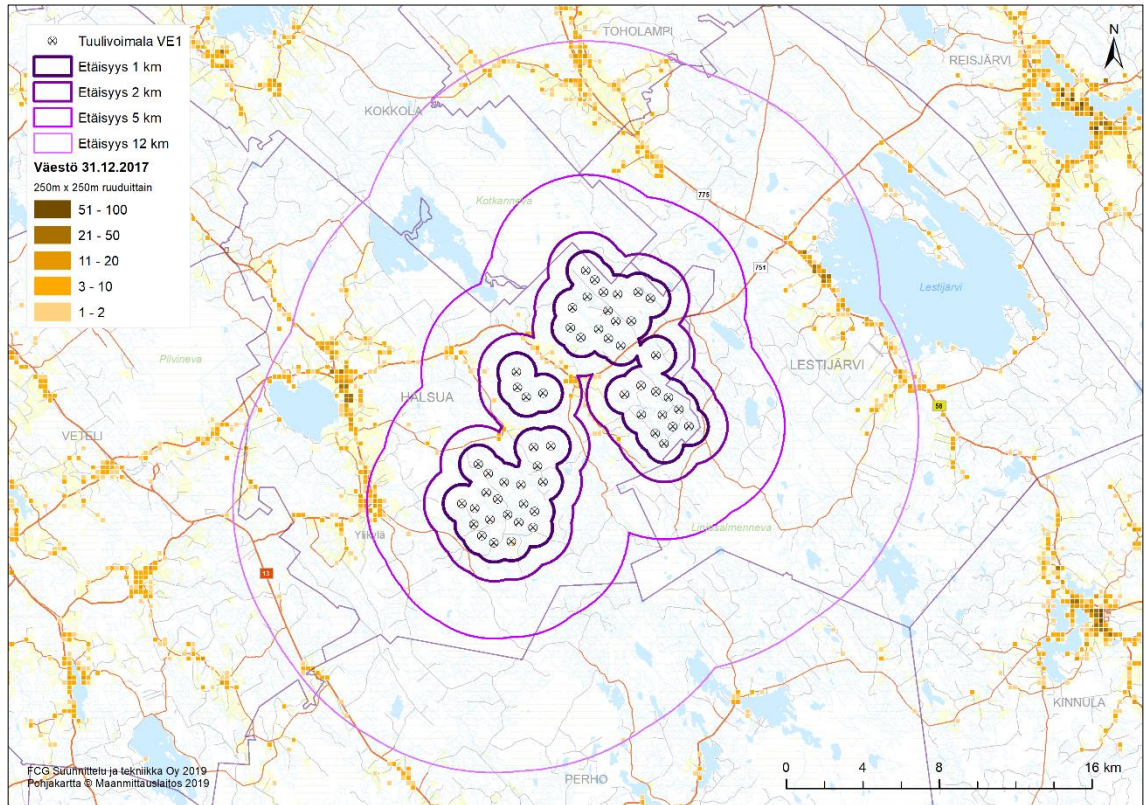 Tuulivoimala VE1
Etäisyys 1 km
Etäisyys 2 km
Etäisyys 5 km
Etäisyys 12 km
Väestö 31.12.2017
250m x 250m ruuduittain
51 - 100
21 - 50
11 - 20
3 - 10
1 - 2
TOHOLAMPI
N
REISJÄRVI
KOKKOLA
775
Kotkanneva
751
Lestijärvi
Pilvineva
LESTIJÄRVI
HALSUA
58
VETELI
Ylikylä
13
KINNULA
PERHO
FCG Suunnittelu ja tekniikka Oy 2019
Pohjakartta © Maanmittauslaitos 2019
0 4 8 16 km